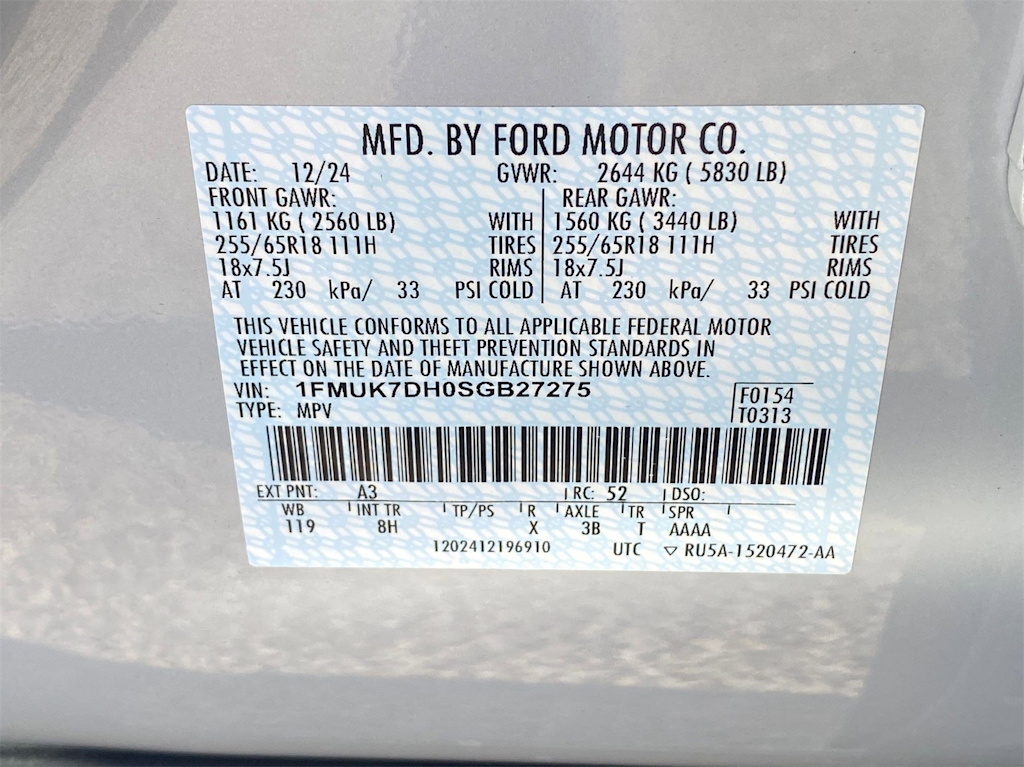 MFD. BY FORD MOTOR CO.
DATE: 12/24 GVWR: 2644 KG ( 5830 LB)
FRONT GAWR: REAR GAWR:
1161 KG ( 2560 LB) WITH 1560 KG ( 3440 LB) WITH
255/65R18 111H TIRES 255/65R18 111H TIRES
18x7.5J RIMS 18x7.5J RIMS
AT 230 kPa/ 33 PSI COLD AT 230 kPa/ 33 PSI COLD
THIS VEHICLE CONFORMS TO ALL APPLICABLE FEDERAL MOTOR
VEHICLE SAFETY AND THEFT PREVENTION STANDARDS IN
EFFECT ON THE DATE OF MANUFACTURE SHOWN ABOVE.
VIN: 1FMUK7DH0SGB27275 F0154
TYPE: MPV T0313
EXT PNT: A3 RC: 52 DSO:
WB INT TR TP/PS R AXLE TR SPR
119 8H X 3B T AAAA
1202412196910 UTC ▽ RU5A-1520472-AA